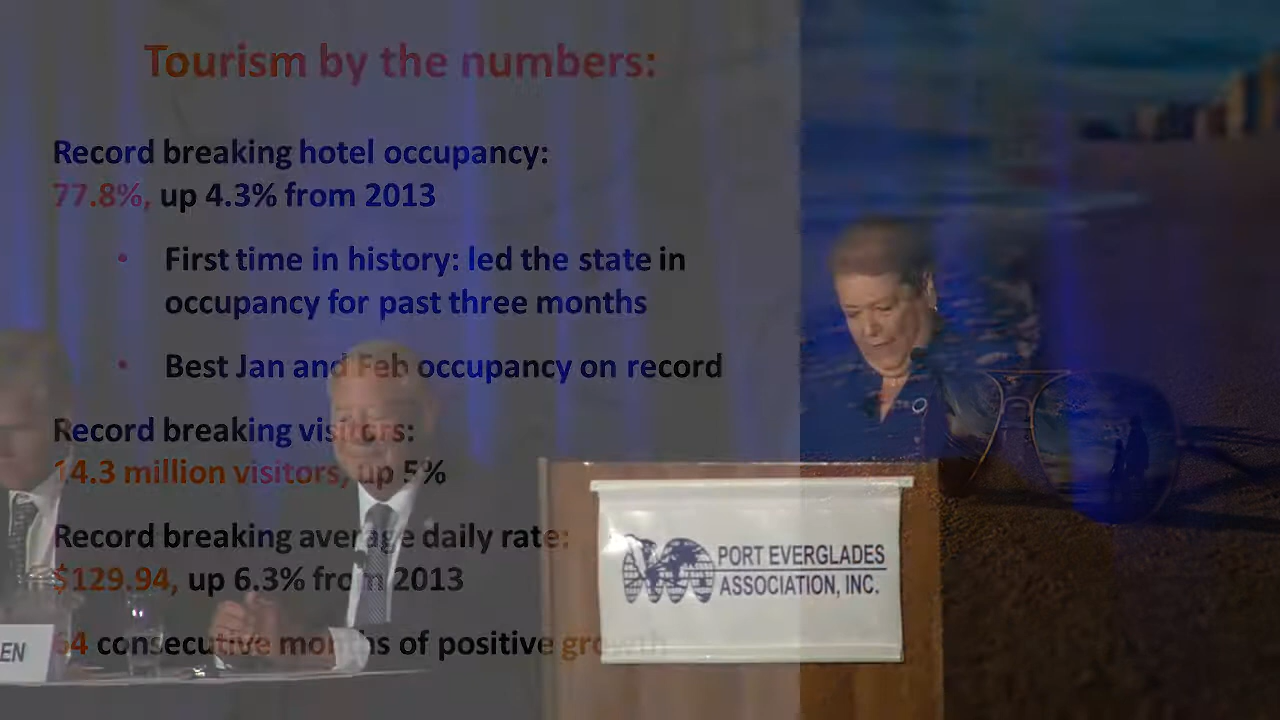 Tourism by the numbers:
Record breaking hotel occupancy:
77.8%, up 4.3% from 2013
• First time in history: led the state in
occupancy for past three months
• Best Jan and Feb occupancy on record
Record breaking visitors:
14.3 million visitors, up 5%
Record breaking average daily rate:
$129.94, up 6.3% from 2013
64 consecutive months of positive growth
PORT EVERGLADES
ASSOCIATION, INC.
EN